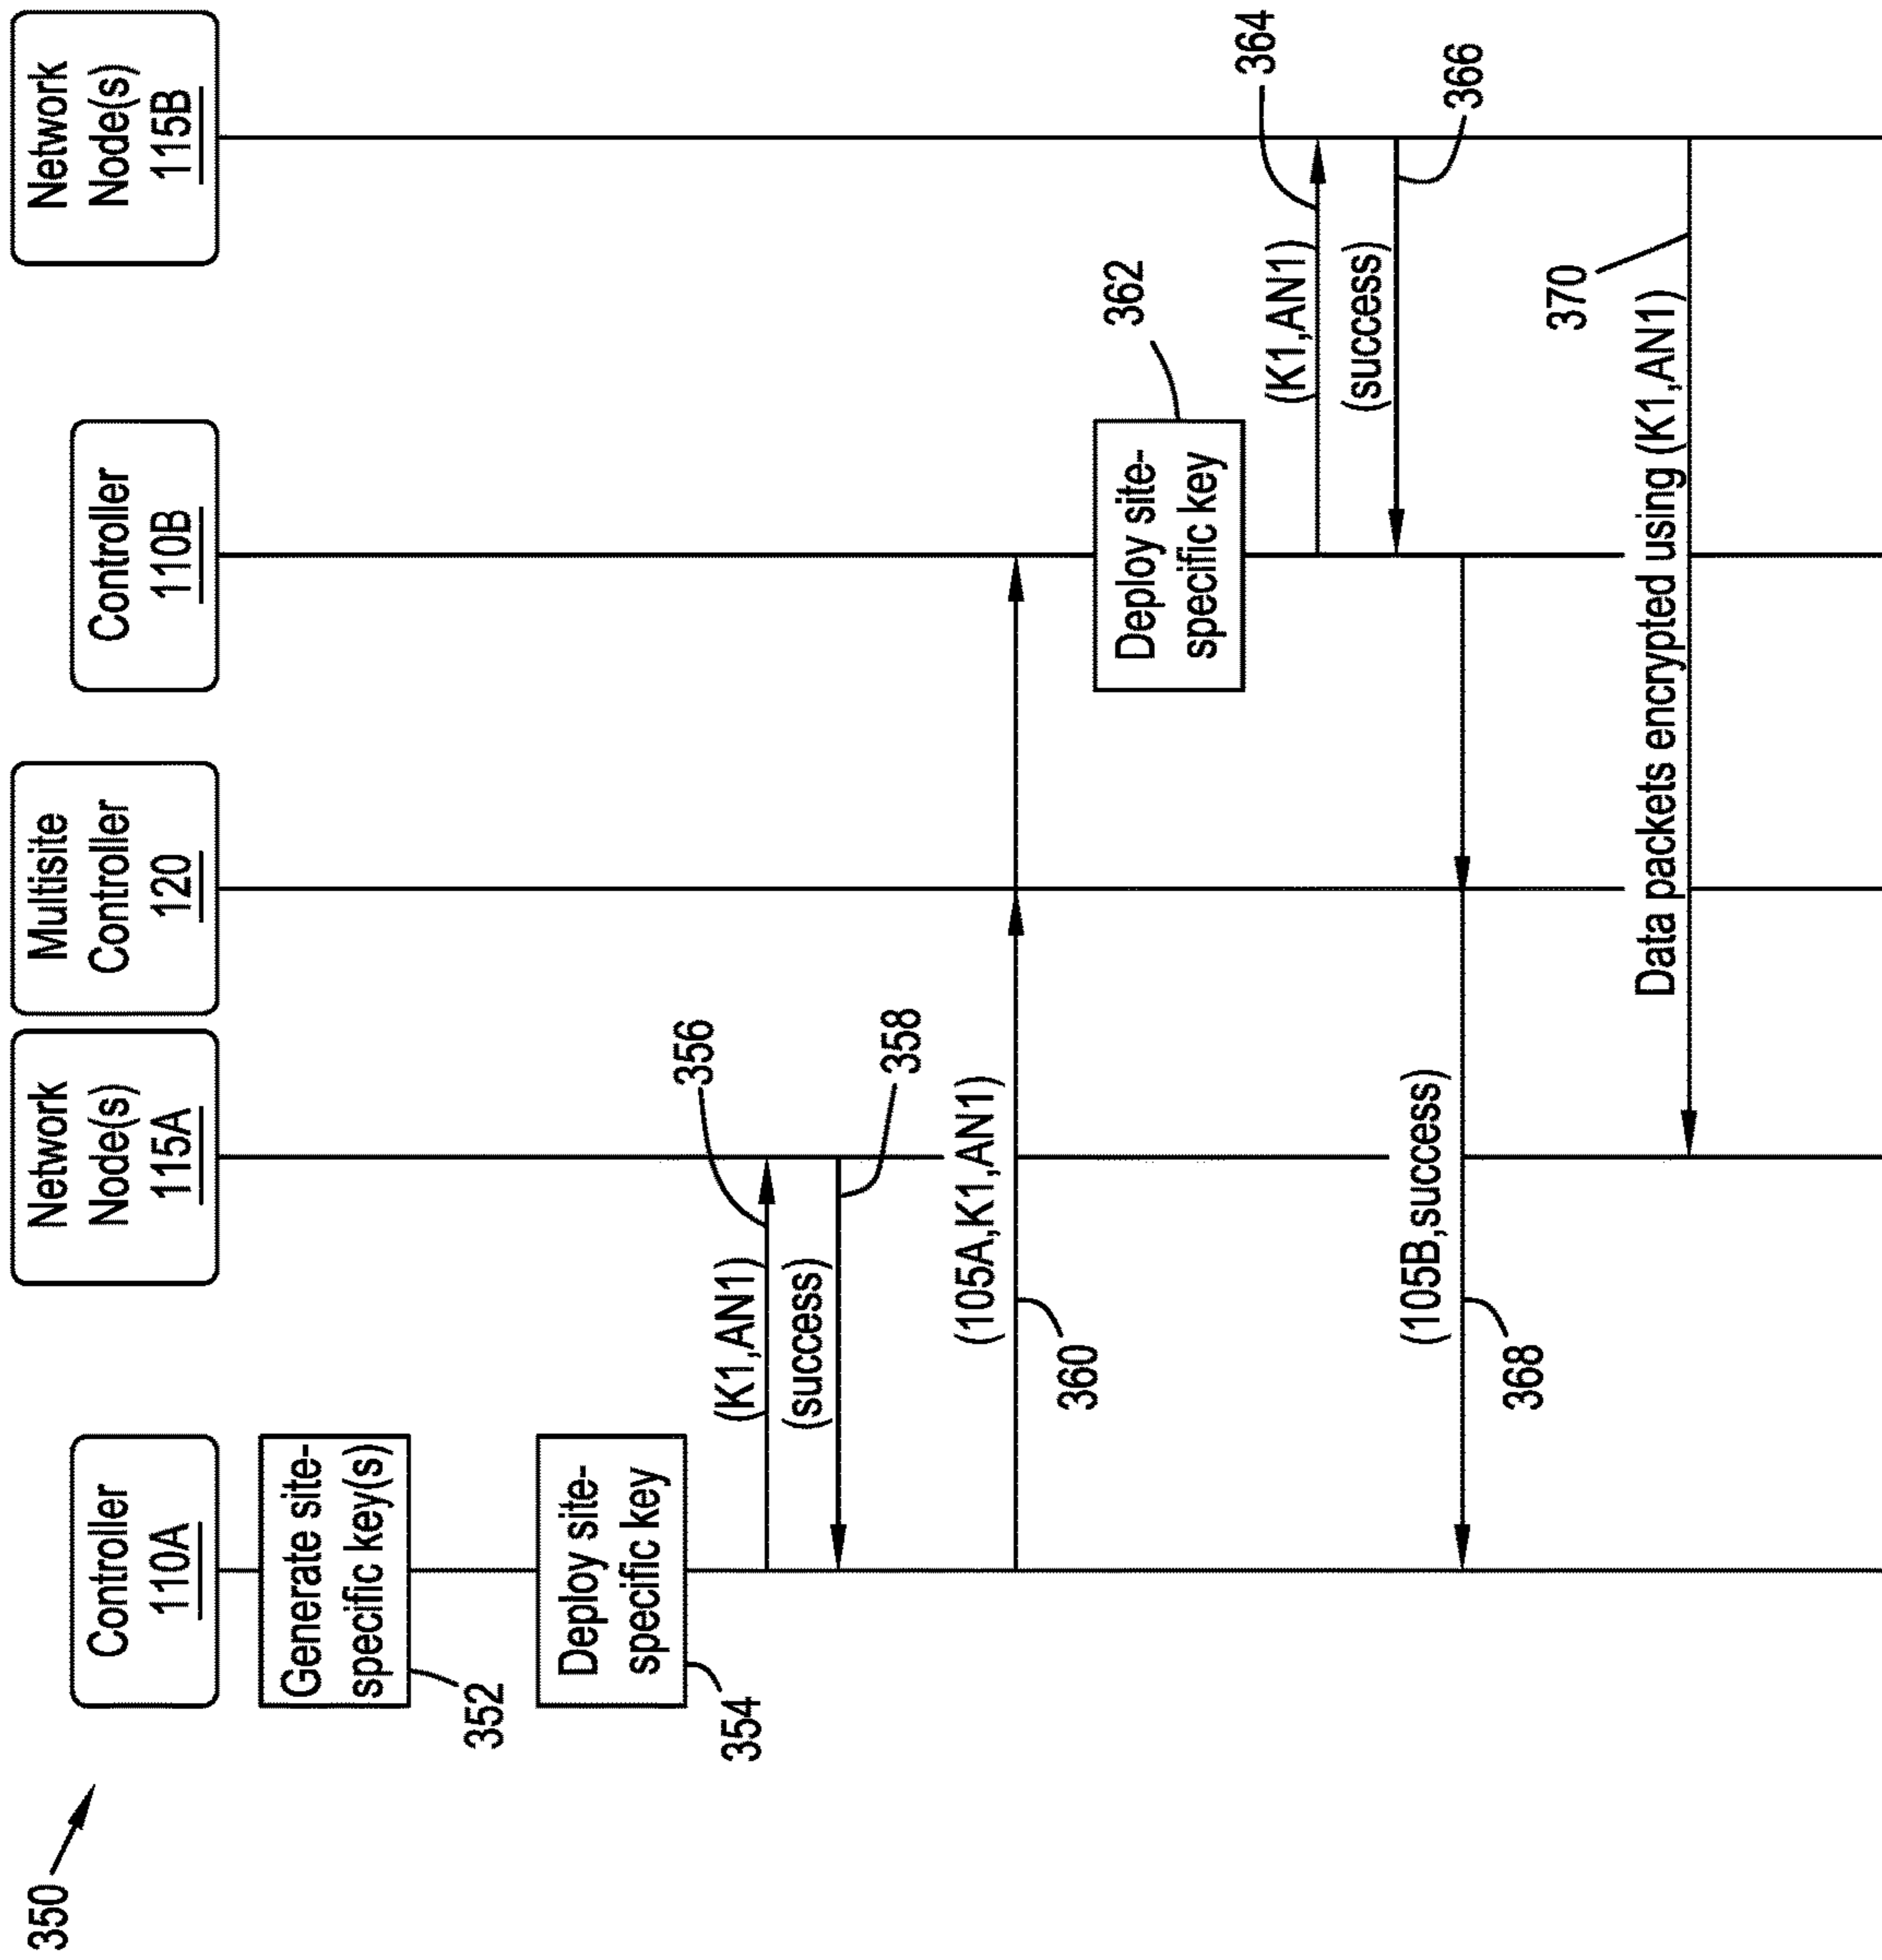 350
Controller
110A
Network
Node(s)
115A
Multisite
Controller
120
Controller
110B
Network
Node(s)
115B
Generate site-
specific key(s)
352
Deploy site-
specific key
354
(K1,AN1)
356
(success)
358
(105A,K1,AN1)
360
Deploy site-
specific key
362
(K1,AN1)
364
(success)
366
(105B,success)
368
Data packets encrypted using (K1,AN1)
370